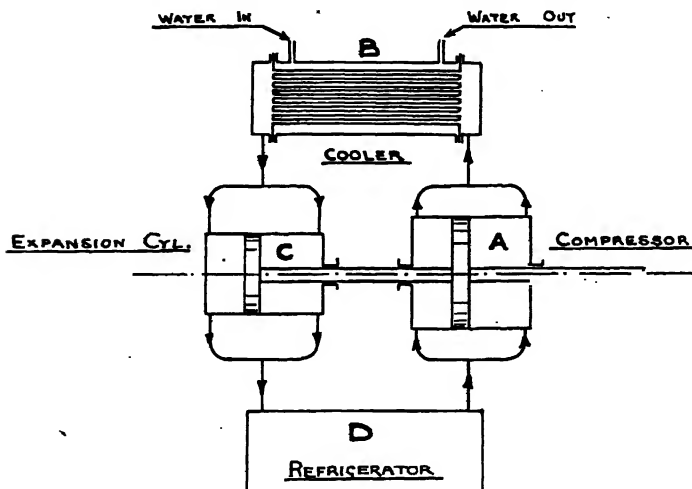 WATER IN
WATER OUT
B
COOLER
EXPANSION CYL.
C
A
COMPRESSOR
D
REFRIGERATOR